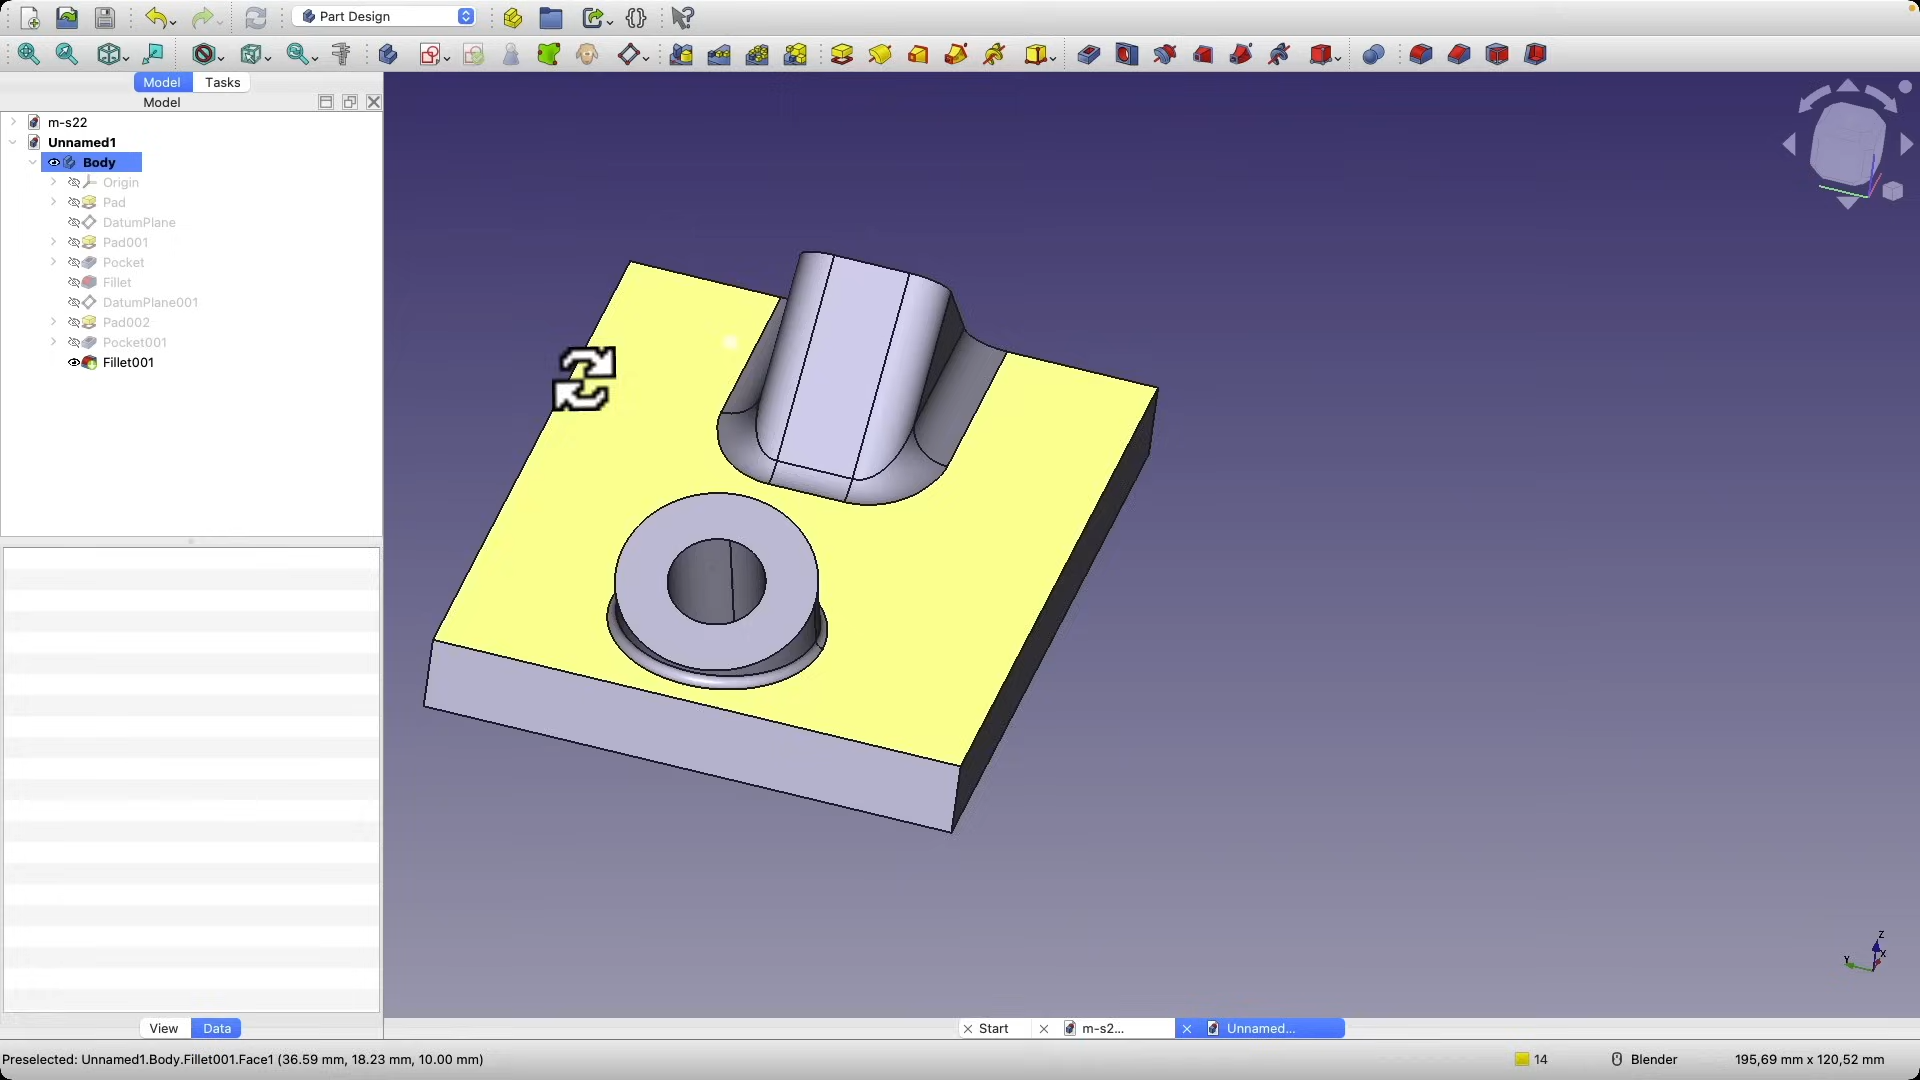 Part Design
Model
Tasks
Model
m-s22
Unnamed1
Body
Origin
Pad
DatumPlane
Pad001
Pocket
Fillet
DatumPlane001
Pad002
Pocket001
Fillet001
Z
Y
X
View
Data
Start
m-s2...
Unnamed...
Preselected: Unnamed1.Body.Fillet001.Face1 (36.59 mm, 18.23 mm, 10.00 mm)
14
Blender
195,69 mm x 120,52 mm